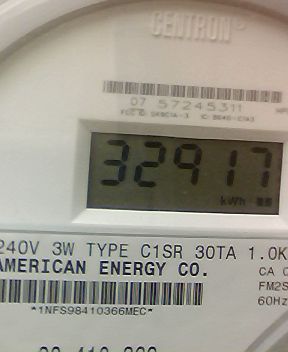 CENTRON®
07 57245311
32917
kWh
240V 3W TYPE C1SR 30TA 1.0K
AMERICAN ENERGY CO.
CA 0
FM2S
60Hz
*1NFS98410366MEC*